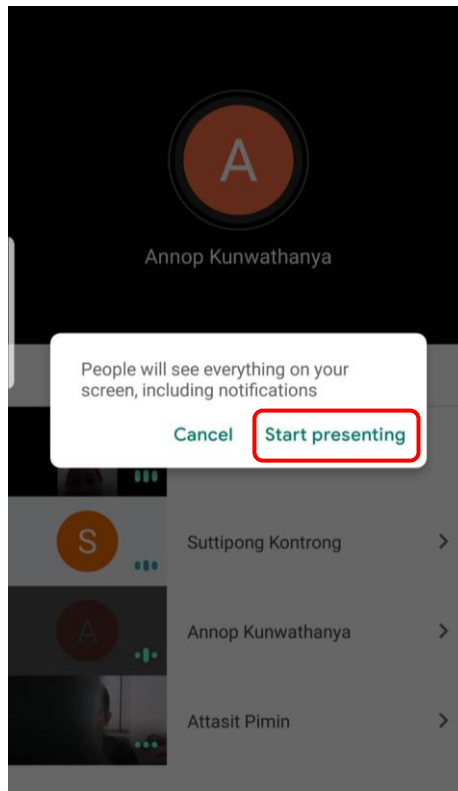 A
Annop Kunwathanya
People will see everything on your
screen, including notifications
Cancel Start presenting
S
Suttipong Kontrong
A
Annop Kunwathanya
Attasit Pimin